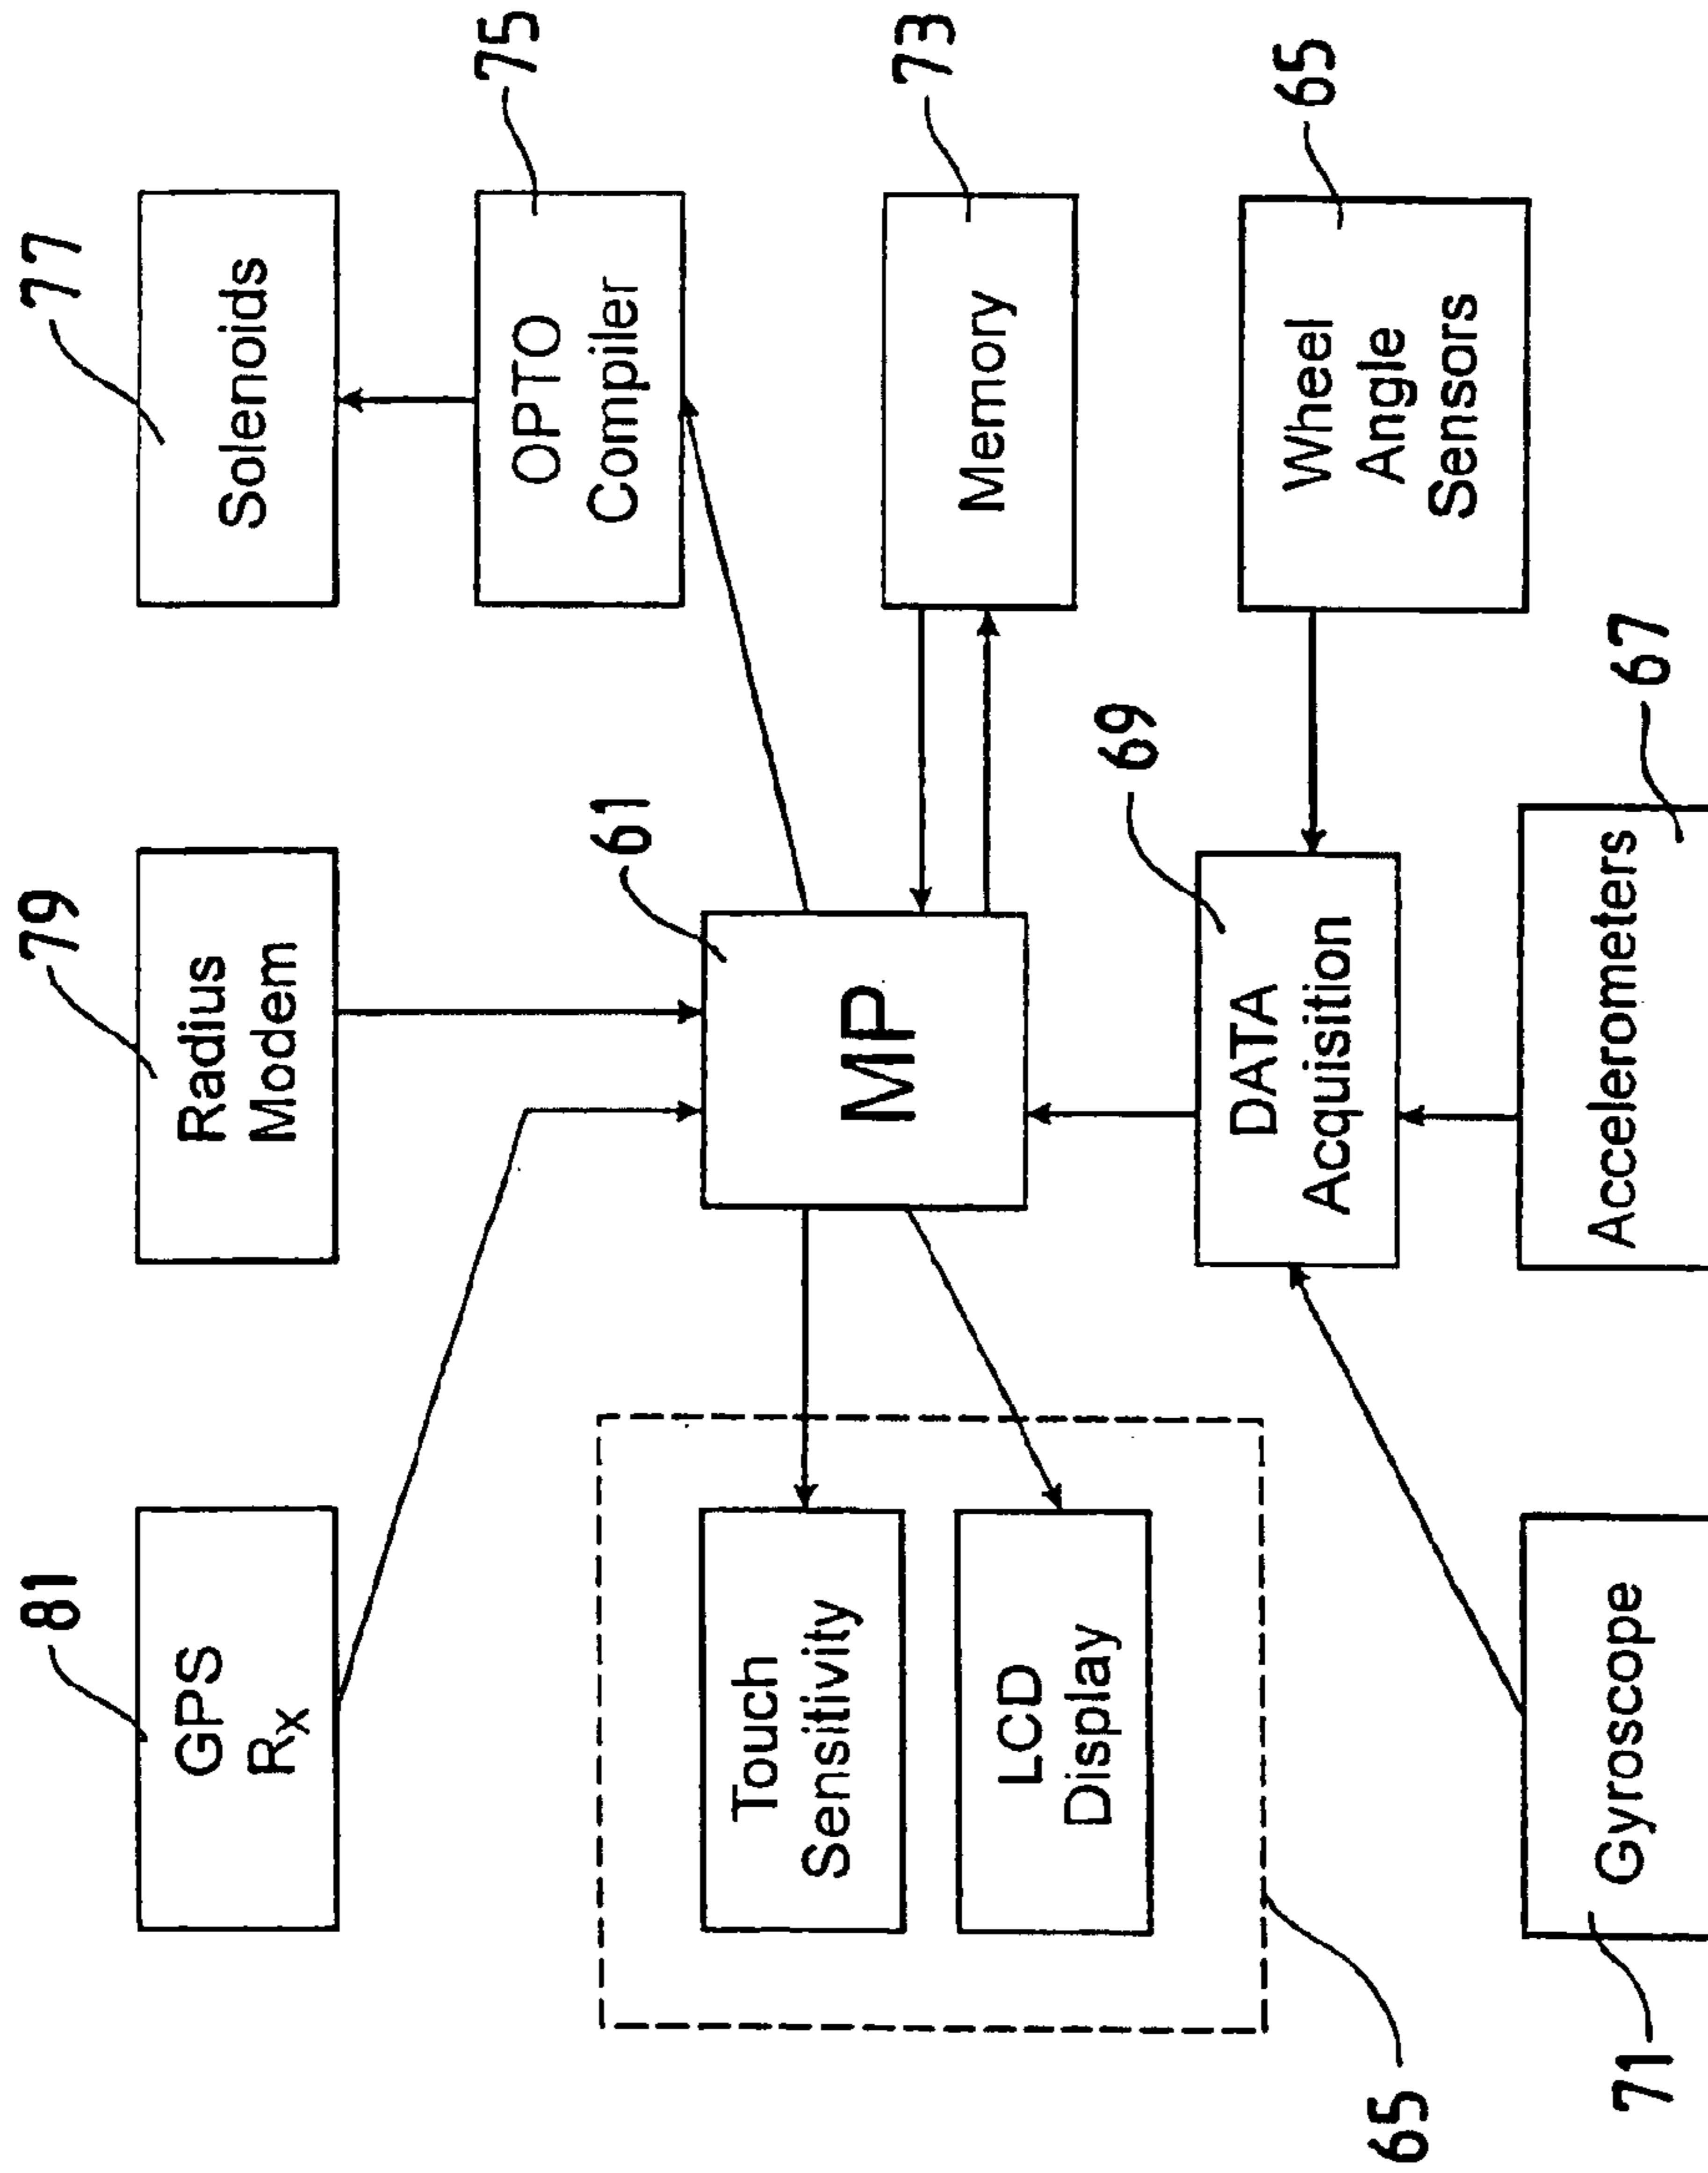 81
GPS
Rx
79
Radius
Modem
77
Solenoids
OPTO
Compiler
75
61
MP
Touch
Sensitivity
LCD
Display
65
Memory
73
69
DATA
Acquisition
Wheel
Angle
Sensors
65
71
Gyroscope
Accelerometers
67